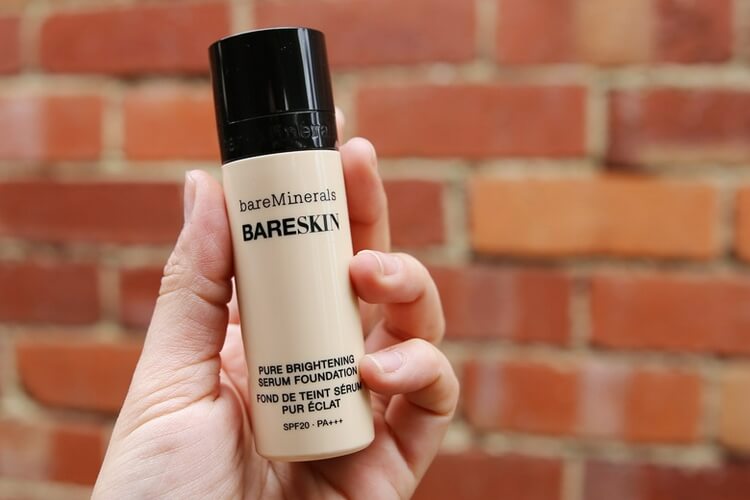 bareMinerals
BARESKIN
PURE BRIGHTENING
SERUM FOUNDATION
FOND DE TEINT SÉRUM
PUR ÉCLAT
SPF20 · PA+++